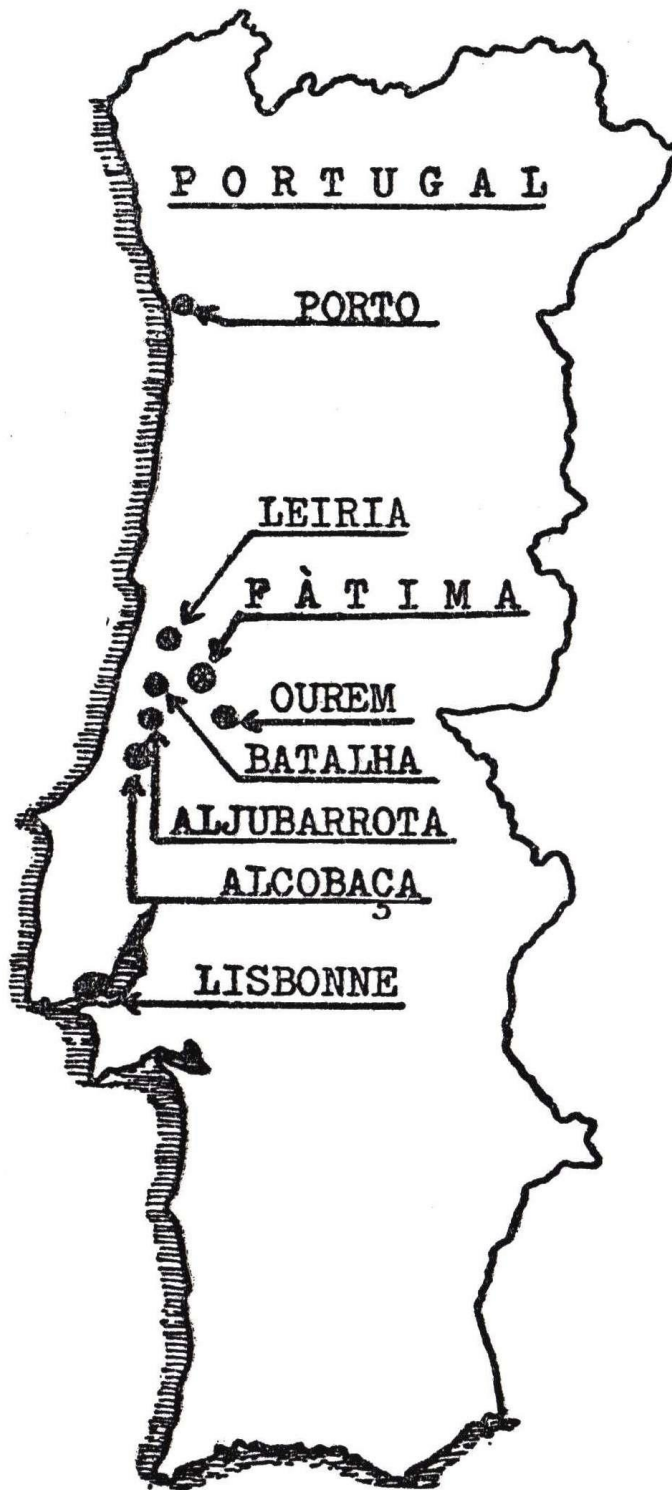 PORTUGAL
PORTO
LEIRIA
FÀTIMA
OUREM
BATALHA
ALJUBARROTA
ALCOBAÇA
LISBONNE